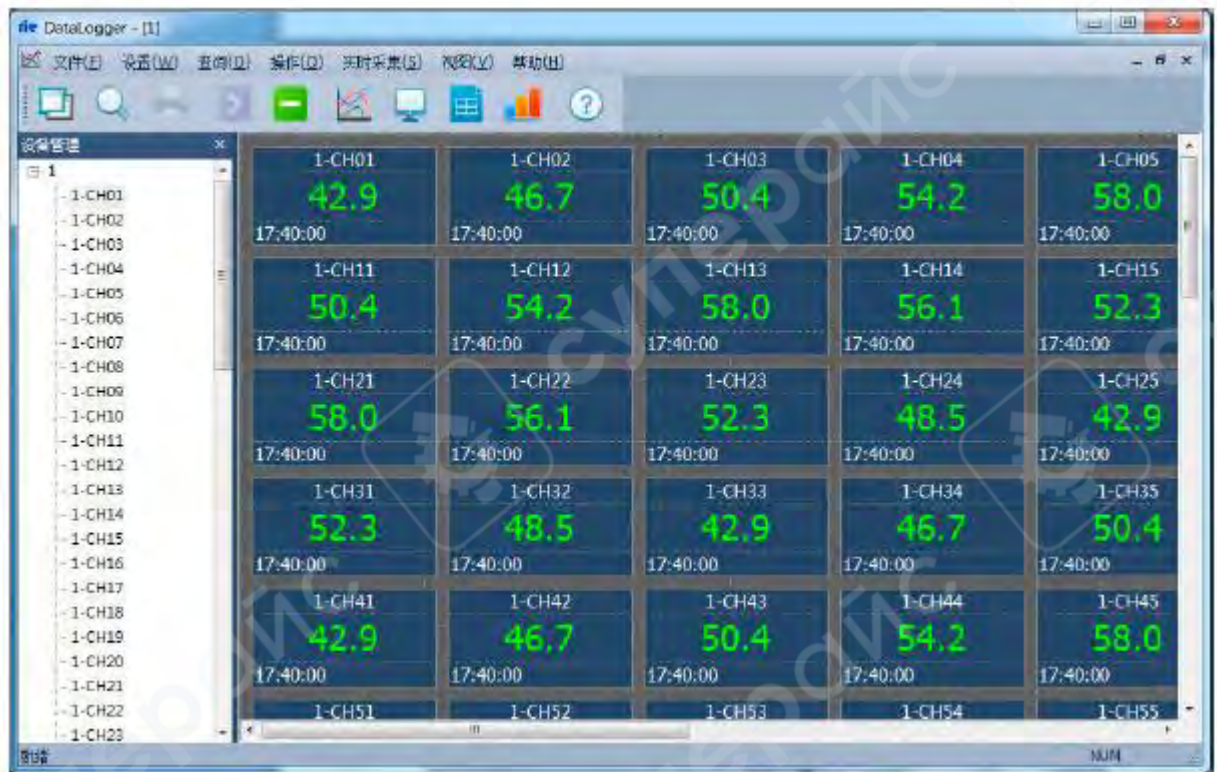 DataLogger - [1]
文件(F) 设置(W) 查询(Q) 操作(O) 实时采集(S) 视图(V) 帮助(H)
设备管理
1
1-CH01
1-CH02
1-CH03
1-CH04
1-CH05
1-CH06
1-CH07
1-CH08
1-CH09
1-CH10
1-CH11
1-CH12
1-CH13
1-CH14
1-CH15
1-CH16
1-CH17
1-CH18
1-CH19
1-CH20
1-CH21
1-CH22
1-CH23
1-CH01 1-CH02 1-CH03 1-CH04 1-CH05
42.9 46.7 50.4 54.2 58.0
17:40:00 17:40:00 17:40:00 17:40:00 17:40:00
1-CH11 1-CH12 1-CH13 1-CH14 1-CH15
50.4 54.2 58.0 56.1 52.3
17:40:00 17:40:00 17:40:00 17:40:00 17:40:00
1-CH21 1-CH22 1-CH23 1-CH24 1-CH25
58.0 56.1 52.3 48.5 42.9
17:40:00 17:40:00 17:40:00 17:40:00 17:40:00
1-CH31 1-CH32 1-CH33 1-CH34 1-CH35
52.3 48.5 42.9 46.7 50.4
17:40:00 17:40:00 17:40:00 17:40:00 17:40:00
1-CH41 1-CH42 1-CH43 1-CH44 1-CH45
42.9 46.7 50.4 54.2 58.0
17:40:00 17:40:00 17:40:00 17:40:00 17:40:00
1-CH51 1-CH52 1-CH53 1-CH54 1-CH55
NUM
суперайс